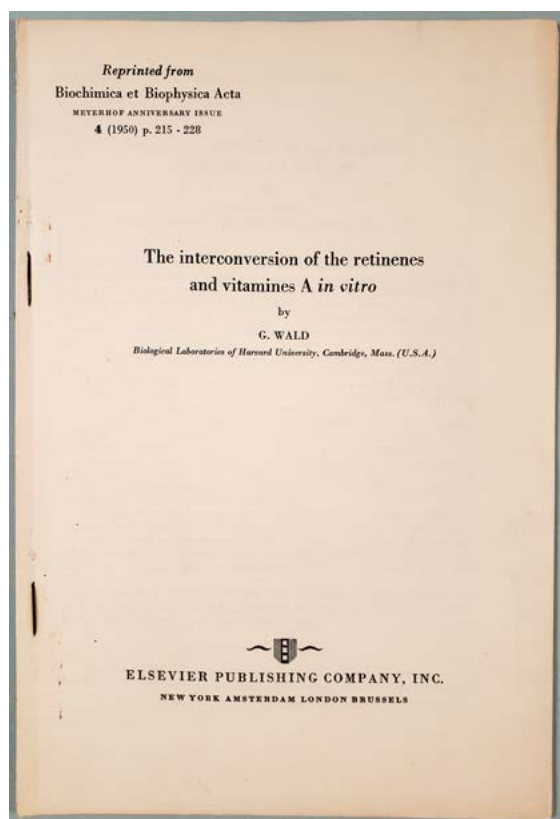 Reprinted from
Biochimica et Biophysica Acta
MEYERHOF ANNIVERSARY ISSUE
4 (1950) p. 215 - 228
The interconversion of the retinenes
and vitamines A in vitro
by
G. WALD
Biological Laboratories of Harvard University, Cambridge, Mass. (U.S.A.)
ELSEVIER PUBLISHING COMPANY, INC.
NEW YORK AMSTERDAM LONDON BRUSSELS